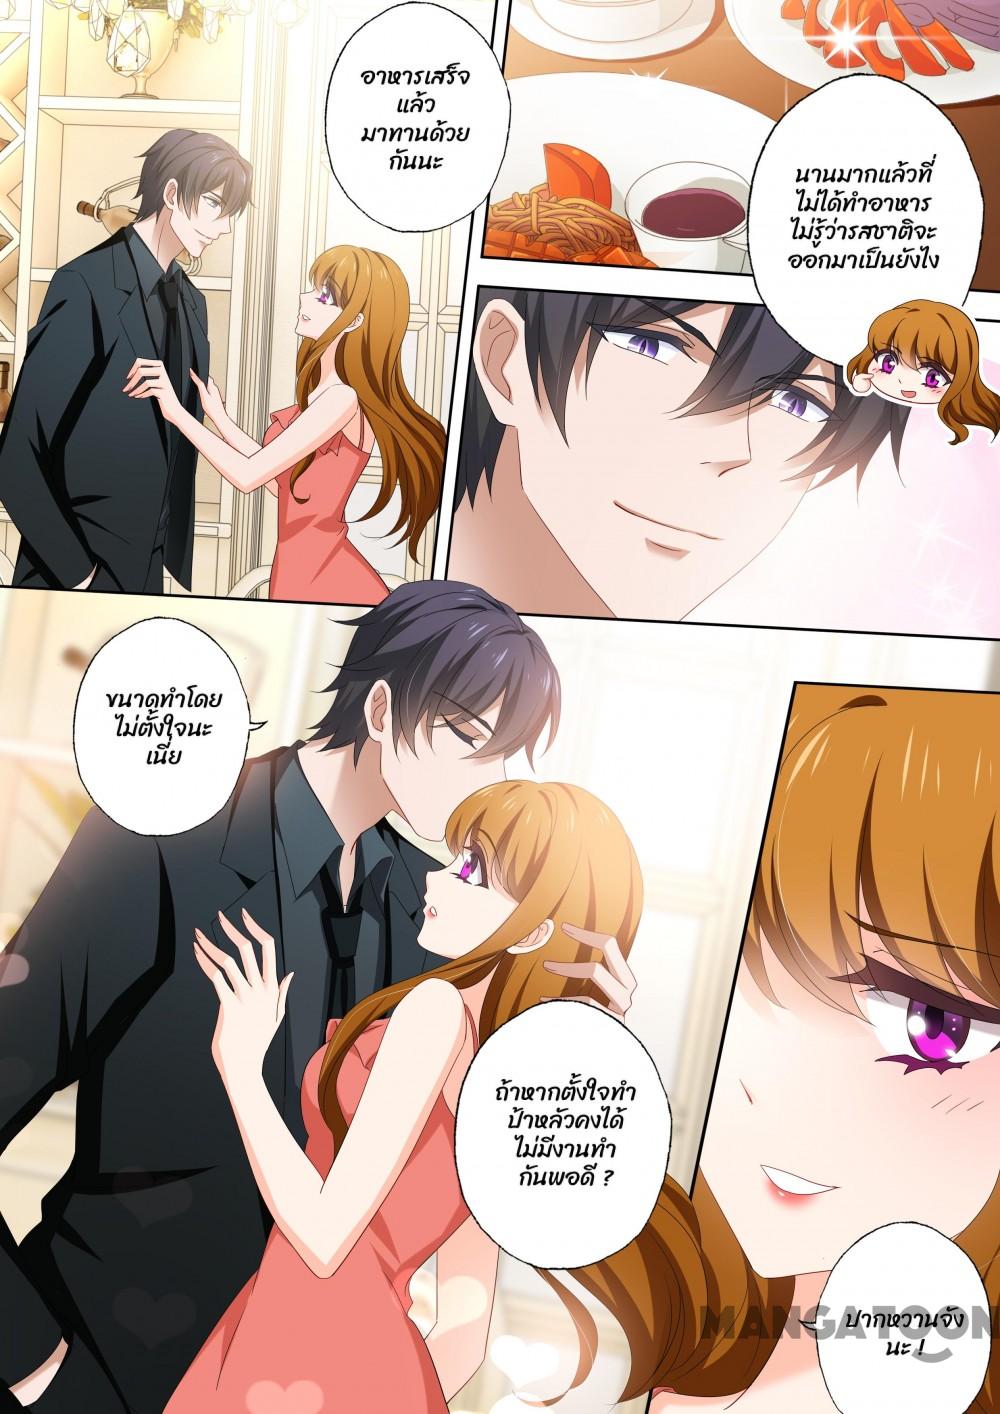 อาหารเสร็จ
แล้ว
มาทานด้วย
กันนะ
นานมากแล้วที่
ไม่ได้ทำอาหาร
ไม่รู้ว่ารสชาติจะ
ออกมาเป็นยังไง
ขนาดทำโดย
ไม่ตั้งใจนะ
เนี่ย
ถ้าหากตั้งใจทำ
ป้าหลัวคงได้
ไม่มีงานทำ
กันพอดี ?
ปากหวานจัง
นะ !
MANGATOON